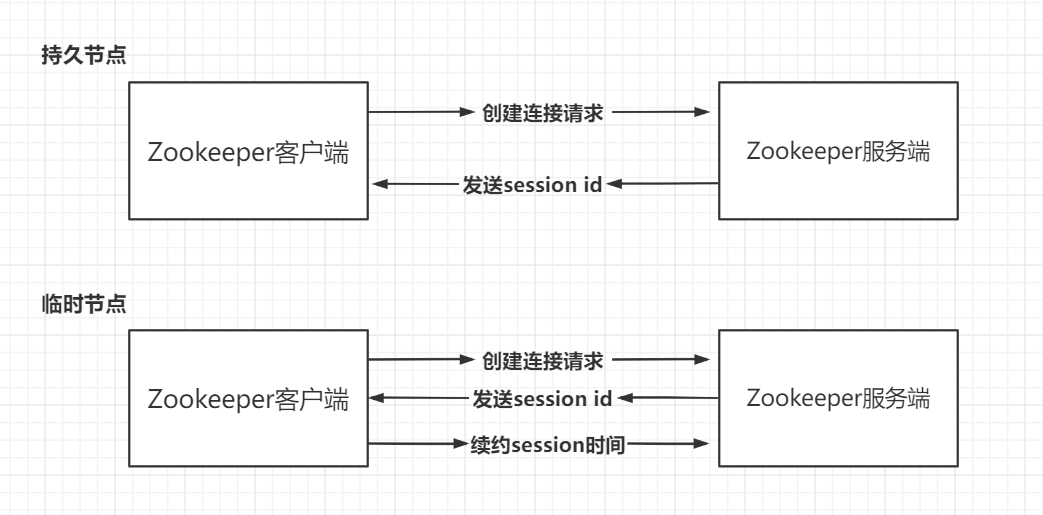 持久节点
创建连接请求
Zookeeper客户端
Zookeeper服务端
发送session id
临时节点
创建连接请求
Zookeeper客户端
发送session id
Zookeeper服务端
续约session时间